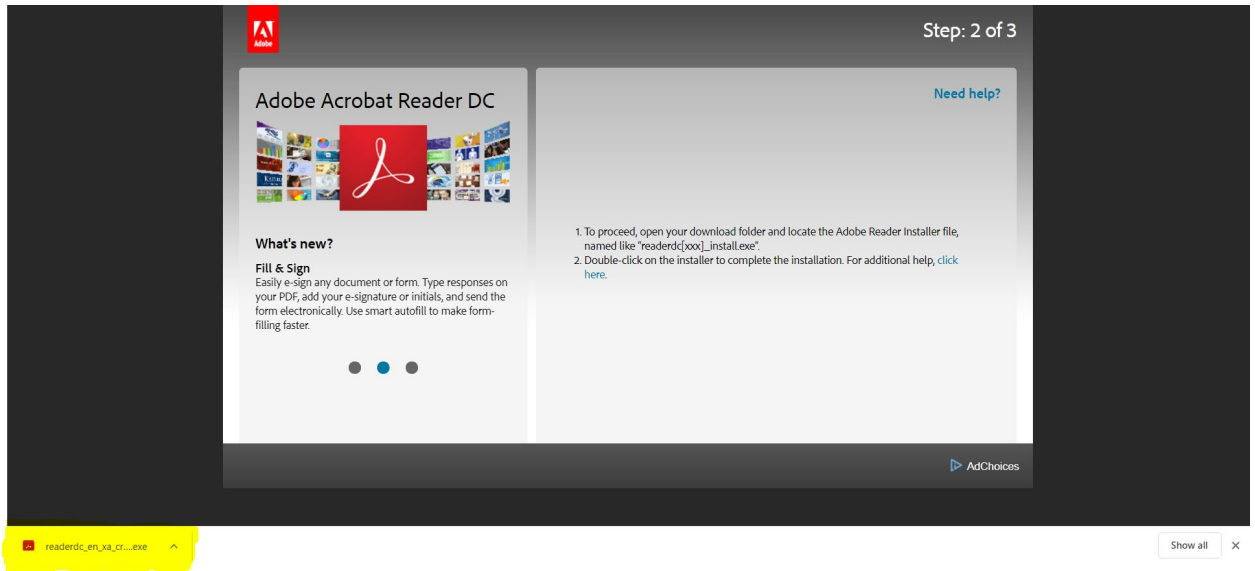 Adobe
Step: 2 of 3
Adobe Acrobat Reader DC
What's new?
Fill & Sign
Easily e-sign any document or form. Type responses on
your PDF, add your e-signature or initials, and send the
form electronically. Use smart autofill to make form-
filling faster.
Need help?
1. To proceed, open your download folder and locate the Adobe Reader Installer file,
named like "readerdc[xxx]_install.exe".
2. Double-click on the installer to complete the installation. For additional help, click
here.
AdChoices
readerdc_en_xa_cr....exe
Show all